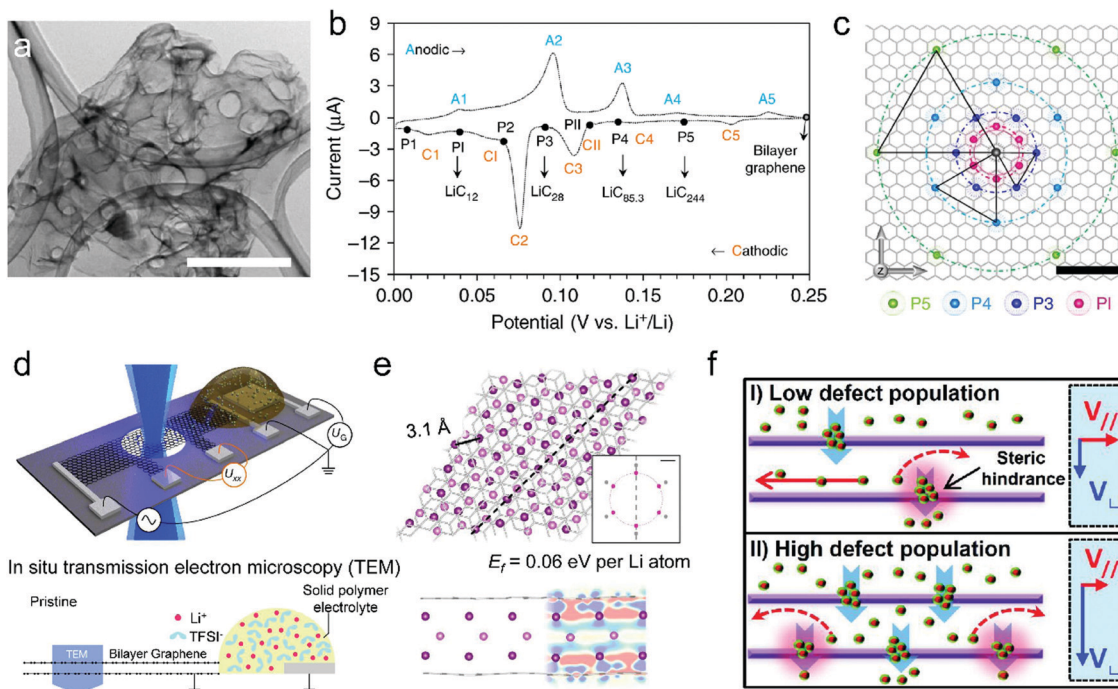 a
b
Anodic →
A1
A2
A3
A4
A5
P1
PI
P2
P3
PII
P4
P5
C1
CI
C2
C3
CII
C4
C5
LiC12
LiC28
LiC85.3
LiC244
Bilayer
graphene
← Cathodic
Current (µA)
6
3
0
−3
−6
−9
−12
−15
0.00
0.05
0.10
0.15
0.20
0.25
Potential (V vs. Li+/Li)
c
Z
P5
P4
P3
PI
d
UG
Uxx
In situ transmission electron microscopy (TEM)
Pristine
Solid polymer
electrolyte
Li+
TFSI-
TEM
Bilayer Graphene
e
3.1 Å
Ef = 0.06 eV per Li atom
f
I) Low defect population
Steric
hindrance
V//
V⊥
II) High defect population
V//
V⊥